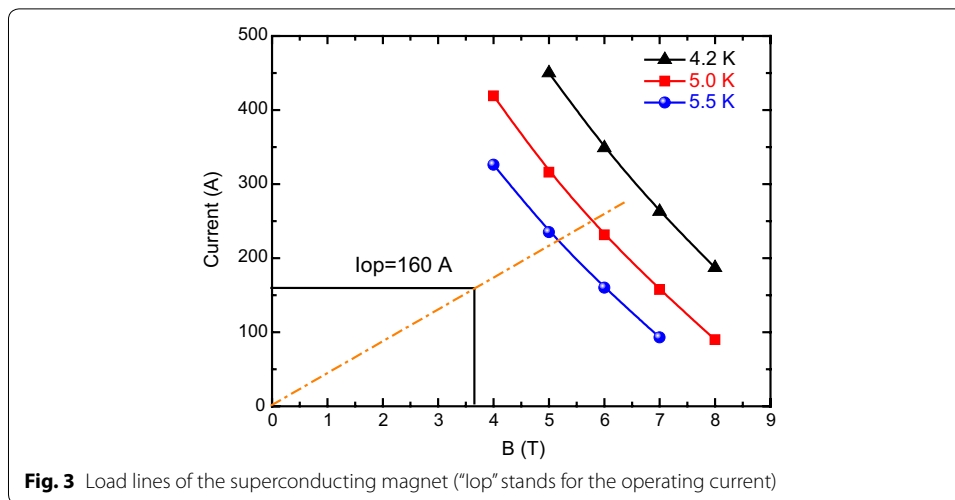 500
400
300
200
100
0
Current (A)
4.2 K
5.0 K
5.5 K
Iop=160 A
0 1 2 3 4 5 6 7 8 9
B (T)
Fig. 3 Load lines of the superconducting magnet (“Iop” stands for the operating current)